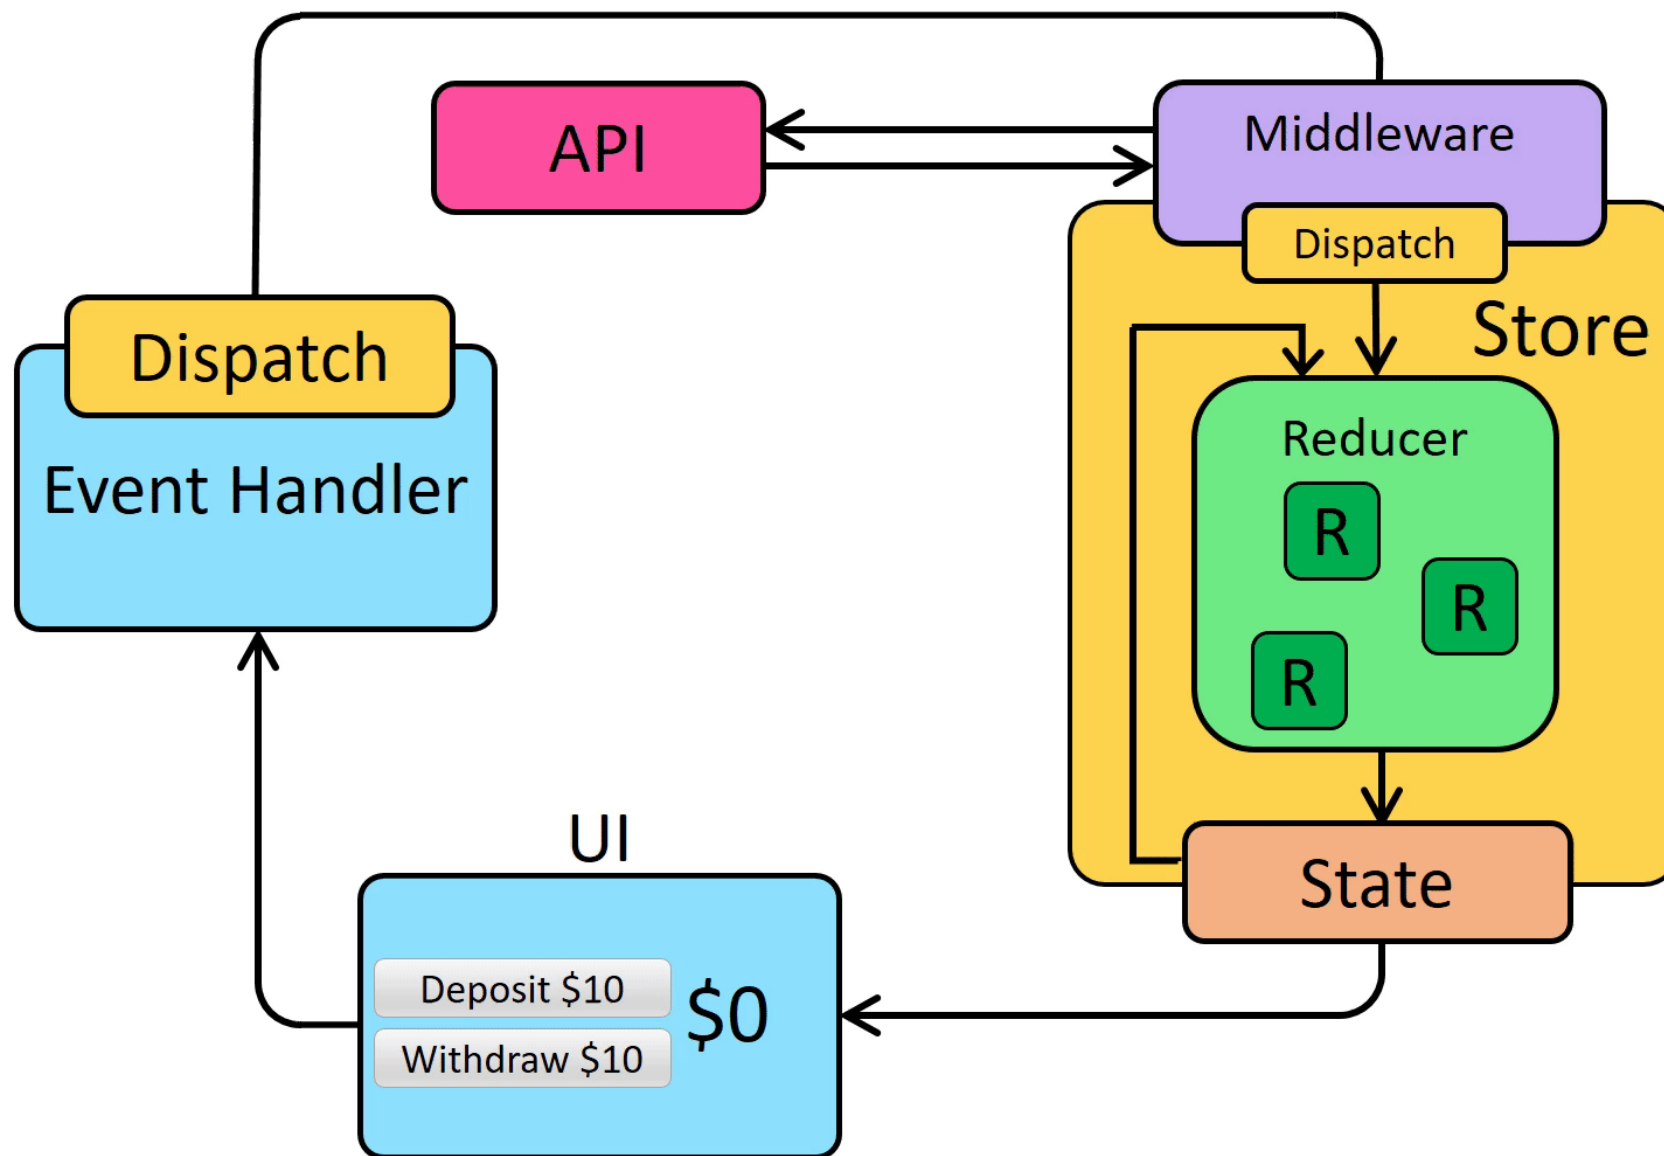 API
Middleware
Dispatch
Store
Dispatch
Event Handler
Reducer
R
R
R
UI
Deposit $10
$0
Withdraw $10
State